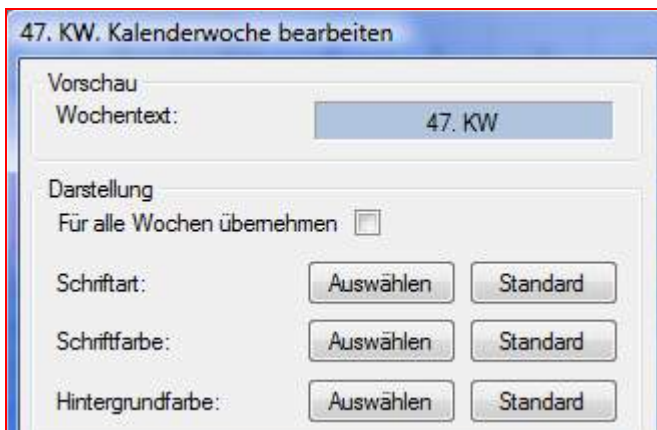 47. KW. Kalenderwoche bearbeiten
Vorschau
Wochentext: 47. KW
Darstellung
Für alle Wochen übernehmen
Schriftart: Auswählen Standard
Schriftfarbe: Auswählen Standard
Hintergrundfarbe: Auswählen Standard